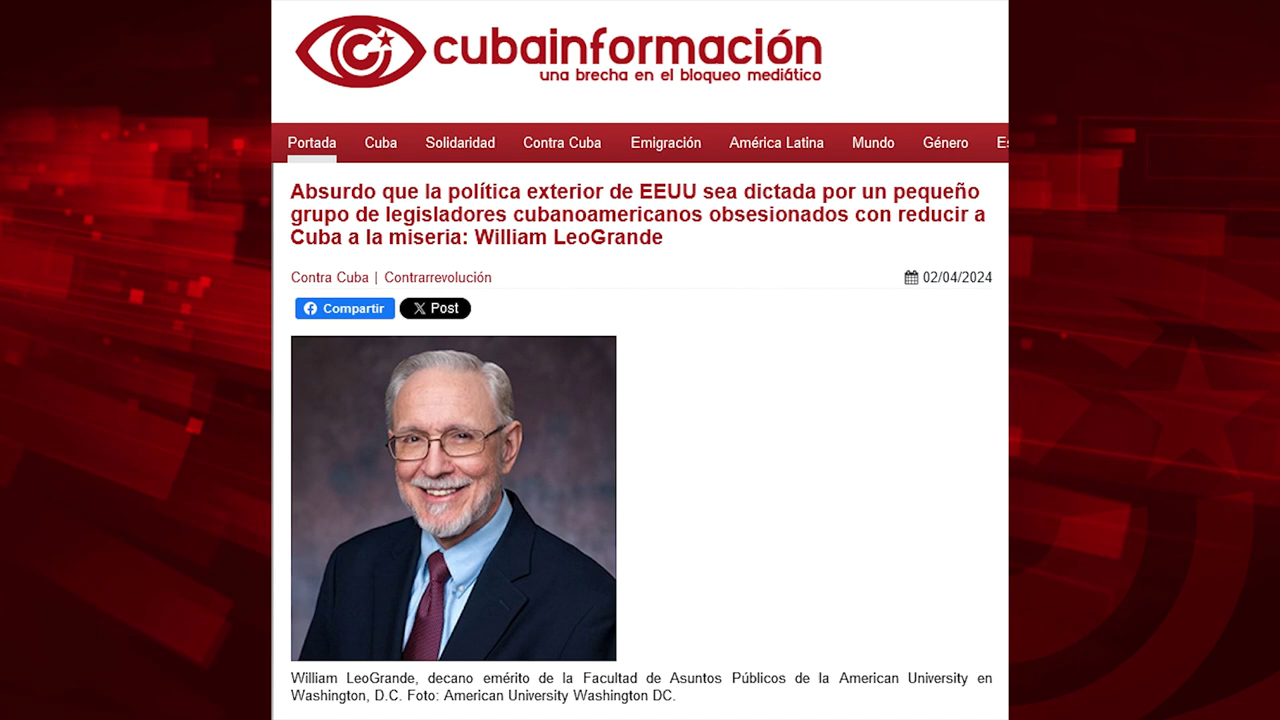 cubainformación
una brecha en el bloqueo mediático
Portada Cuba Solidaridad Contra Cuba Emigración América Latina Mundo Género Es
Absurdo que la política exterior de EEUU sea dictada por un pequeño
grupo de legisladores cubanoamericanos obsesionados con reducir a
Cuba a la miseria: William LeoGrande
Contra Cuba | Contrarrevolución 02/04/2024
Compartir Post
William LeoGrande, decano emérito de la Facultad de Asuntos Públicos de la American University en
Washington, D.C. Foto: American University Washington DC.